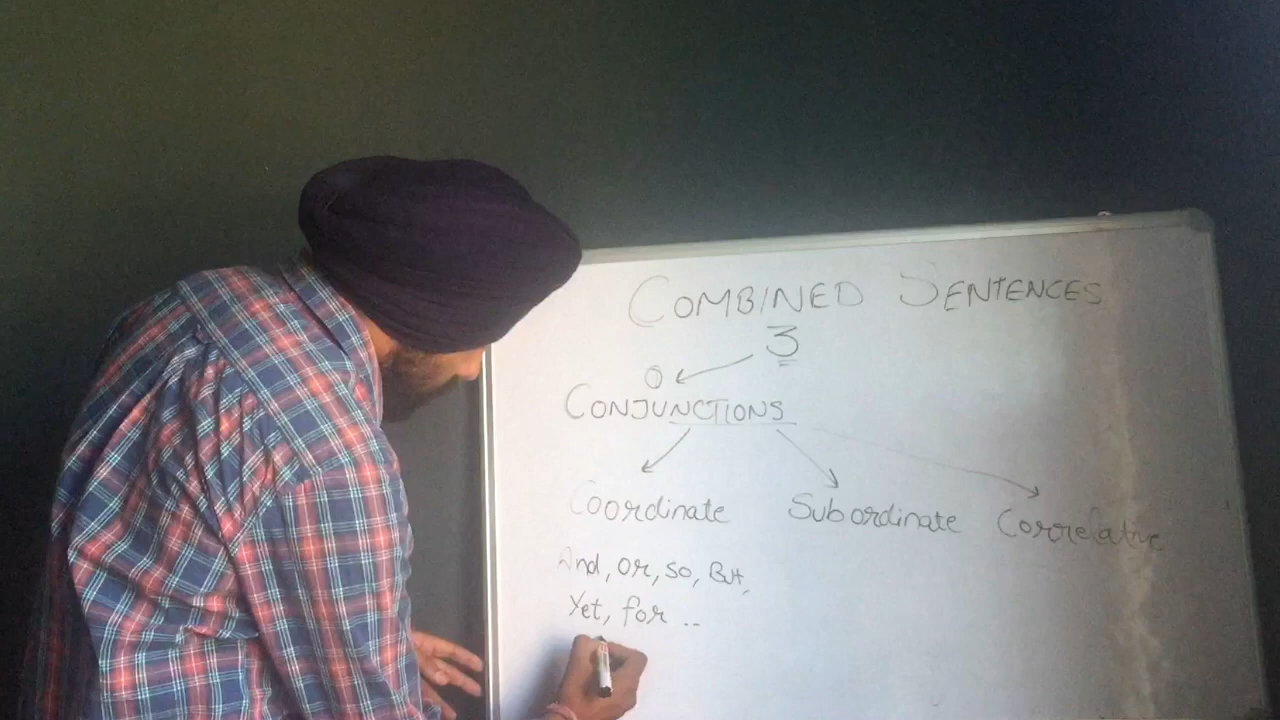 COMBINED SENTENCES
3
CONJUNCTIONS
Coordinate Subordinate Correlative
And, or, so, But,
Yet, for ..